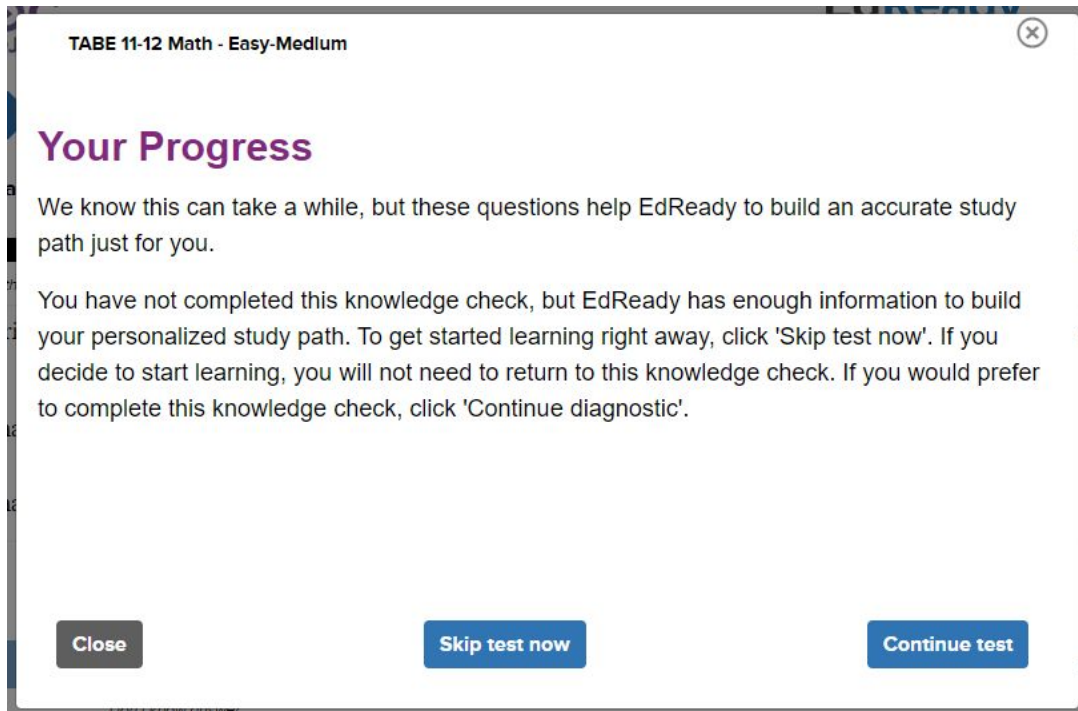 EdReady
TABE 11-12 Math - Easy-Medium
Your Progress
We know this can take a while, but these questions help EdReady to build an accurate study
path just for you.
You have not completed this knowledge check, but EdReady has enough information to build
your personalized study path. To get started learning right away, click 'Skip test now'. If you
decide to start learning, you will not need to return to this knowledge check. If you would prefer
to complete this knowledge check, click 'Continue diagnostic'.
Close
Skip test now
Continue test